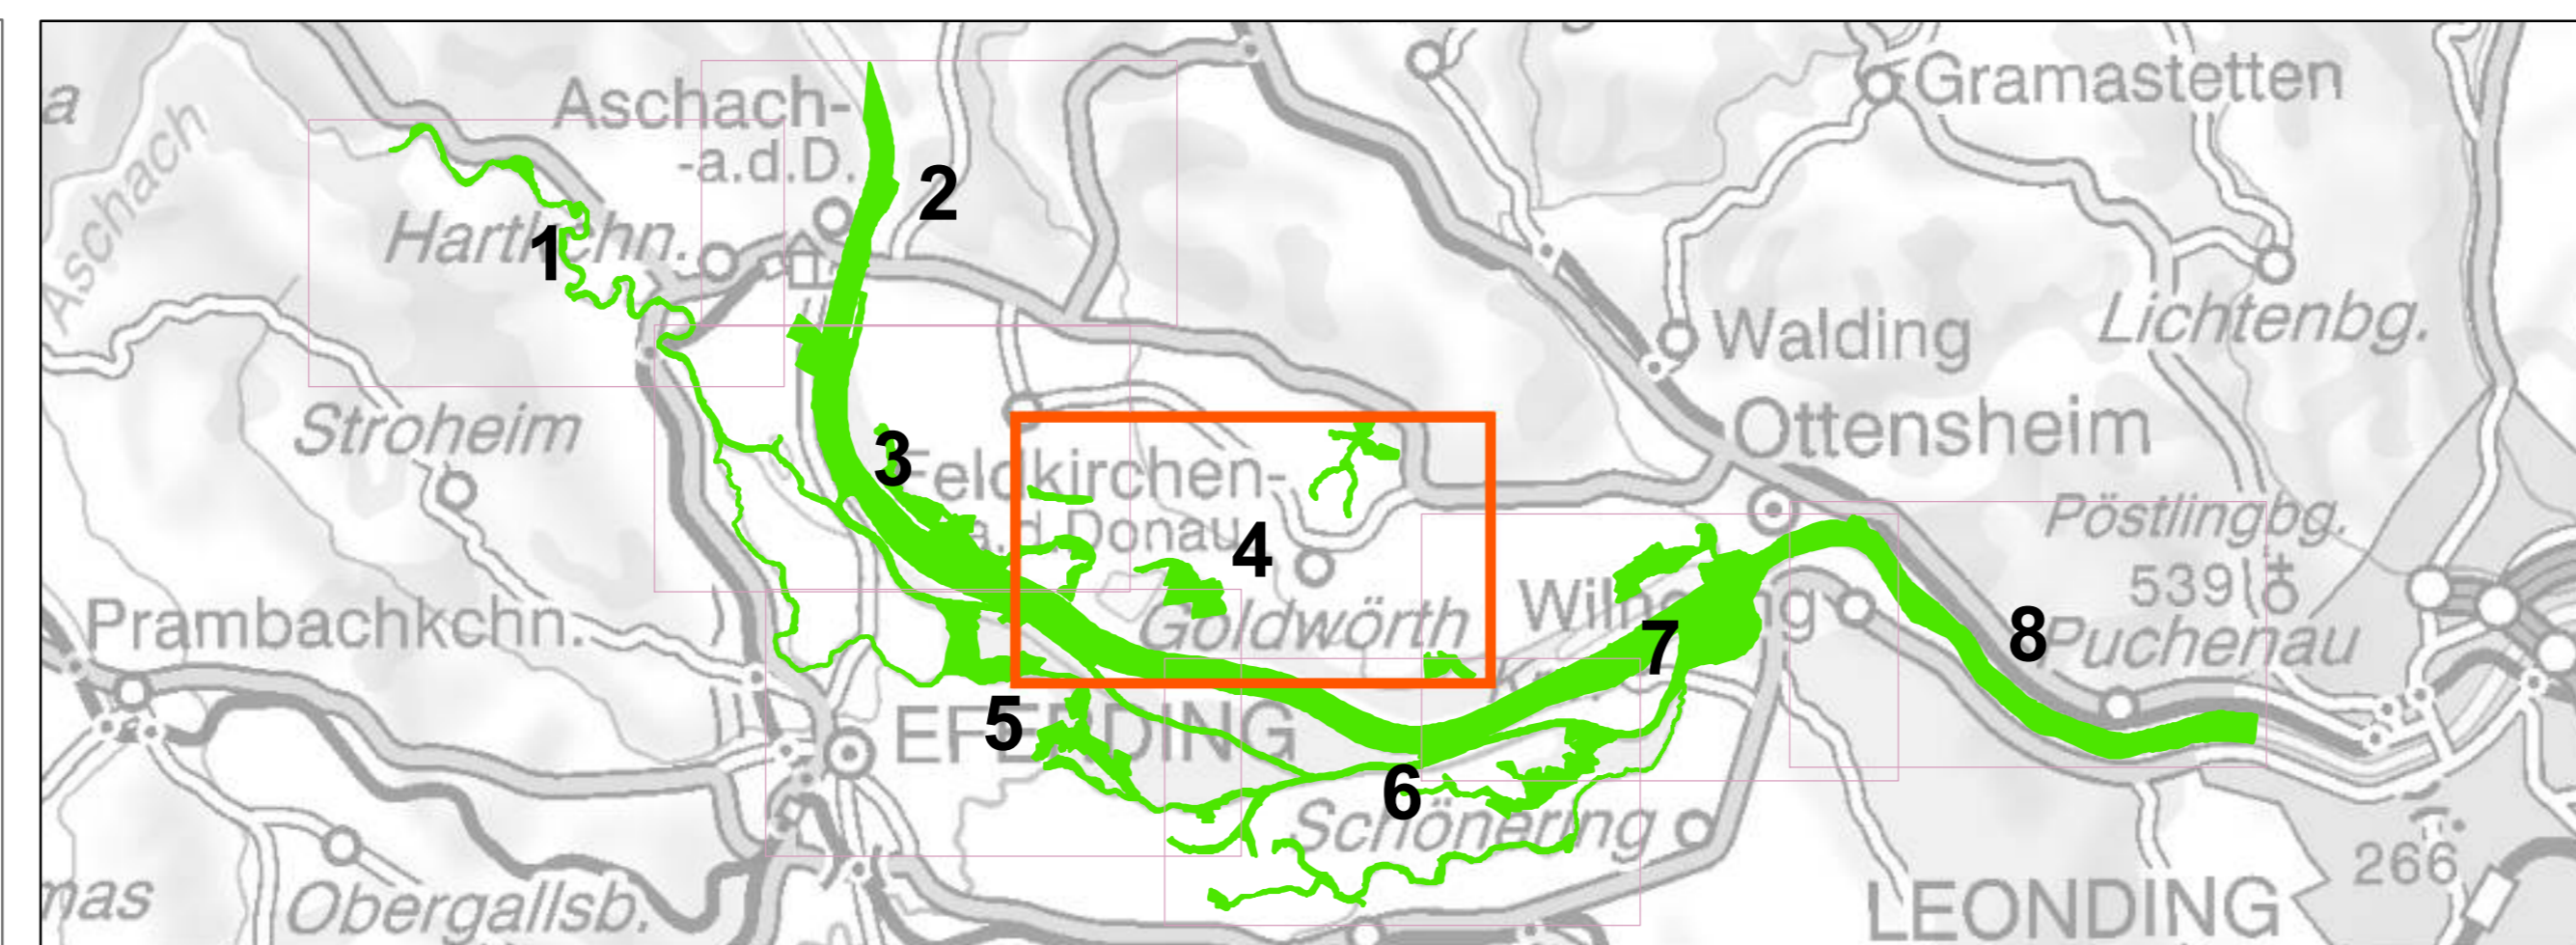 a
Aschach
Aschach-
-a.d.D.
Hartkchn.
1
2
Gramastetten
Lichtenbg.
Walding
Ottensheim
Stroheim
3
Feldkirchen-
a.d.Donau
4
Goldwörth
Pöstlingbg.
539
Puchenau
8
7
Prambachkchn.
5
EFERDING
6
Schönering
Obergallsb.
mas
LEONDING
266